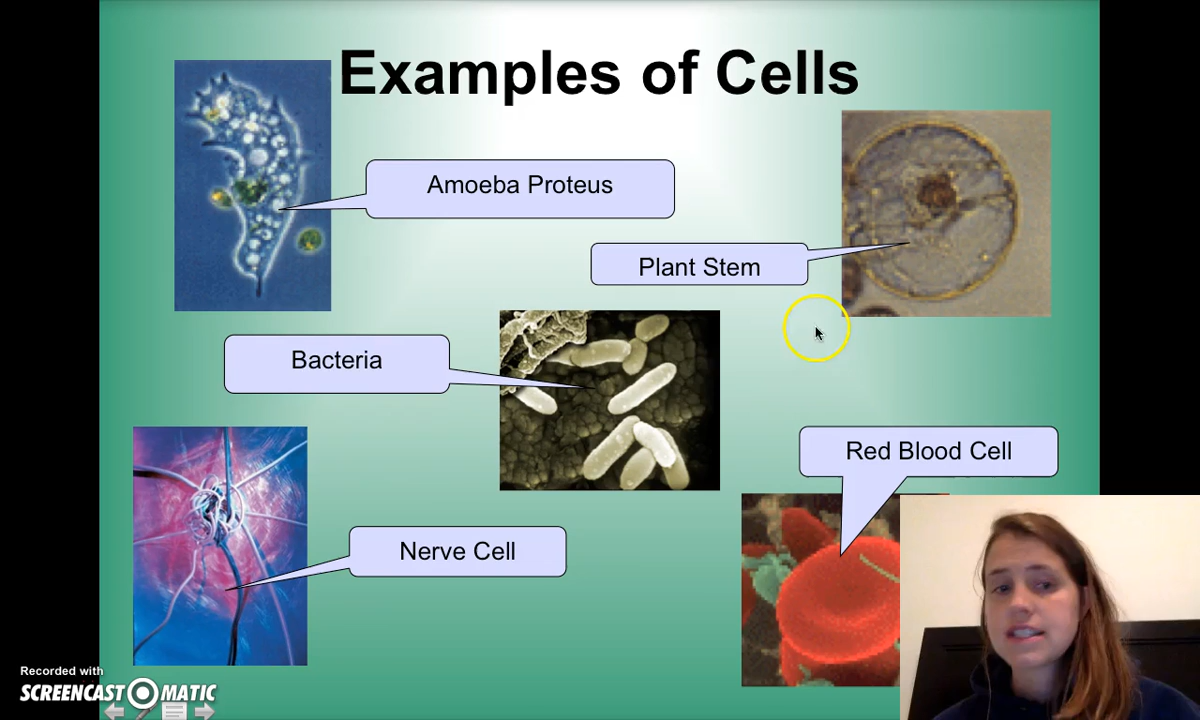 Examples of Cells
Amoeba Proteus
Plant Stem
Bacteria
Red Blood Cell
Nerve Cell
Recorded with
SCREENCAST O MATIC